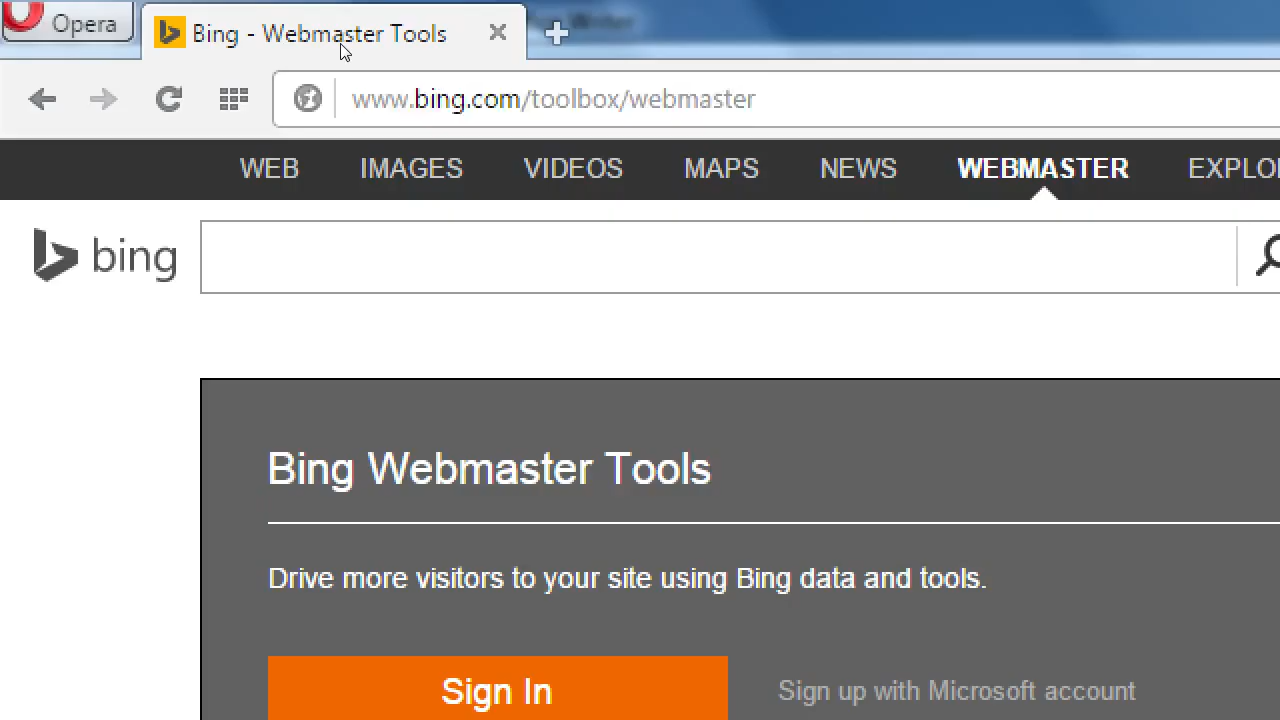 Opera
Bing - Webmaster Tools
www.bing.com/toolbox/webmaster
WEB IMAGES VIDEOS MAPS NEWS WEBMASTER EXPLO
bing
Bing Webmaster Tools
Drive more visitors to your site using Bing data and tools.
Sign In Sign up with Microsoft account